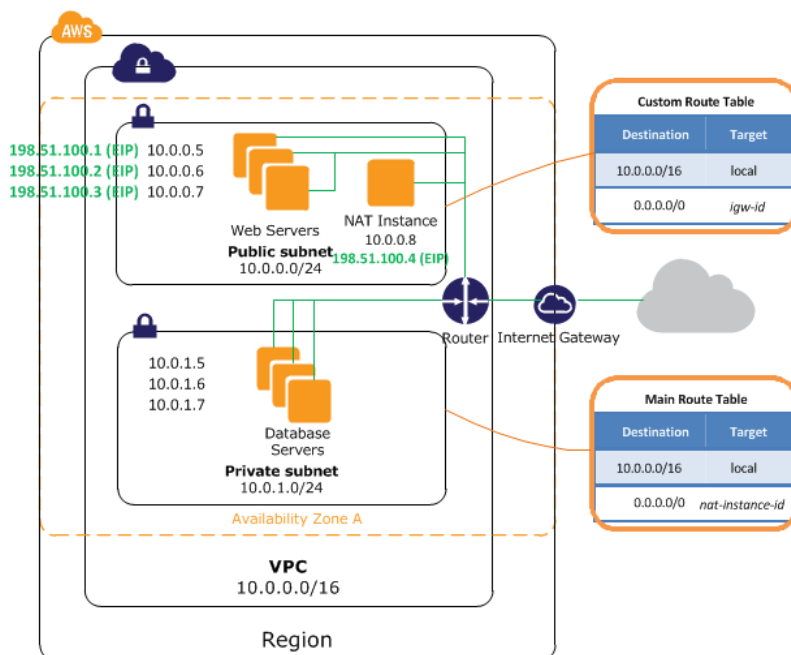 AWS
198.51.100.1 (EIP) 10.0.0.5
198.51.100.2 (EIP) 10.0.0.6
198.51.100.3 (EIP) 10.0.0.7
Web Servers
Public subnet
10.0.0.0/24
NAT Instance
10.0.0.8
198.51.100.4 (EIP)
Custom Route Table
Destination Target
10.0.0.0/16 local
0.0.0.0/0 igw-id
Router
Internet Gateway
10.0.1.5
10.0.1.6
10.0.1.7
Database
Servers
Private subnet
10.0.1.0/24
Main Route Table
Destination Target
10.0.0.0/16 local
0.0.0.0/0 nat-instance-id
Availability Zone A
VPC
10.0.0.0/16
Region